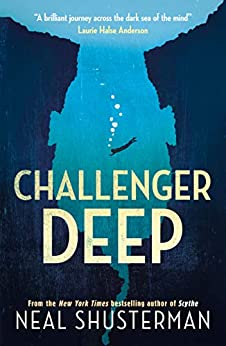 "A brilliant journey across the dark sea of the mind"
Laurie Halse Anderson
CHALLENGER
DEEP
From the New York Times bestselling author of Scythe
NEAL SHUSTERMAN